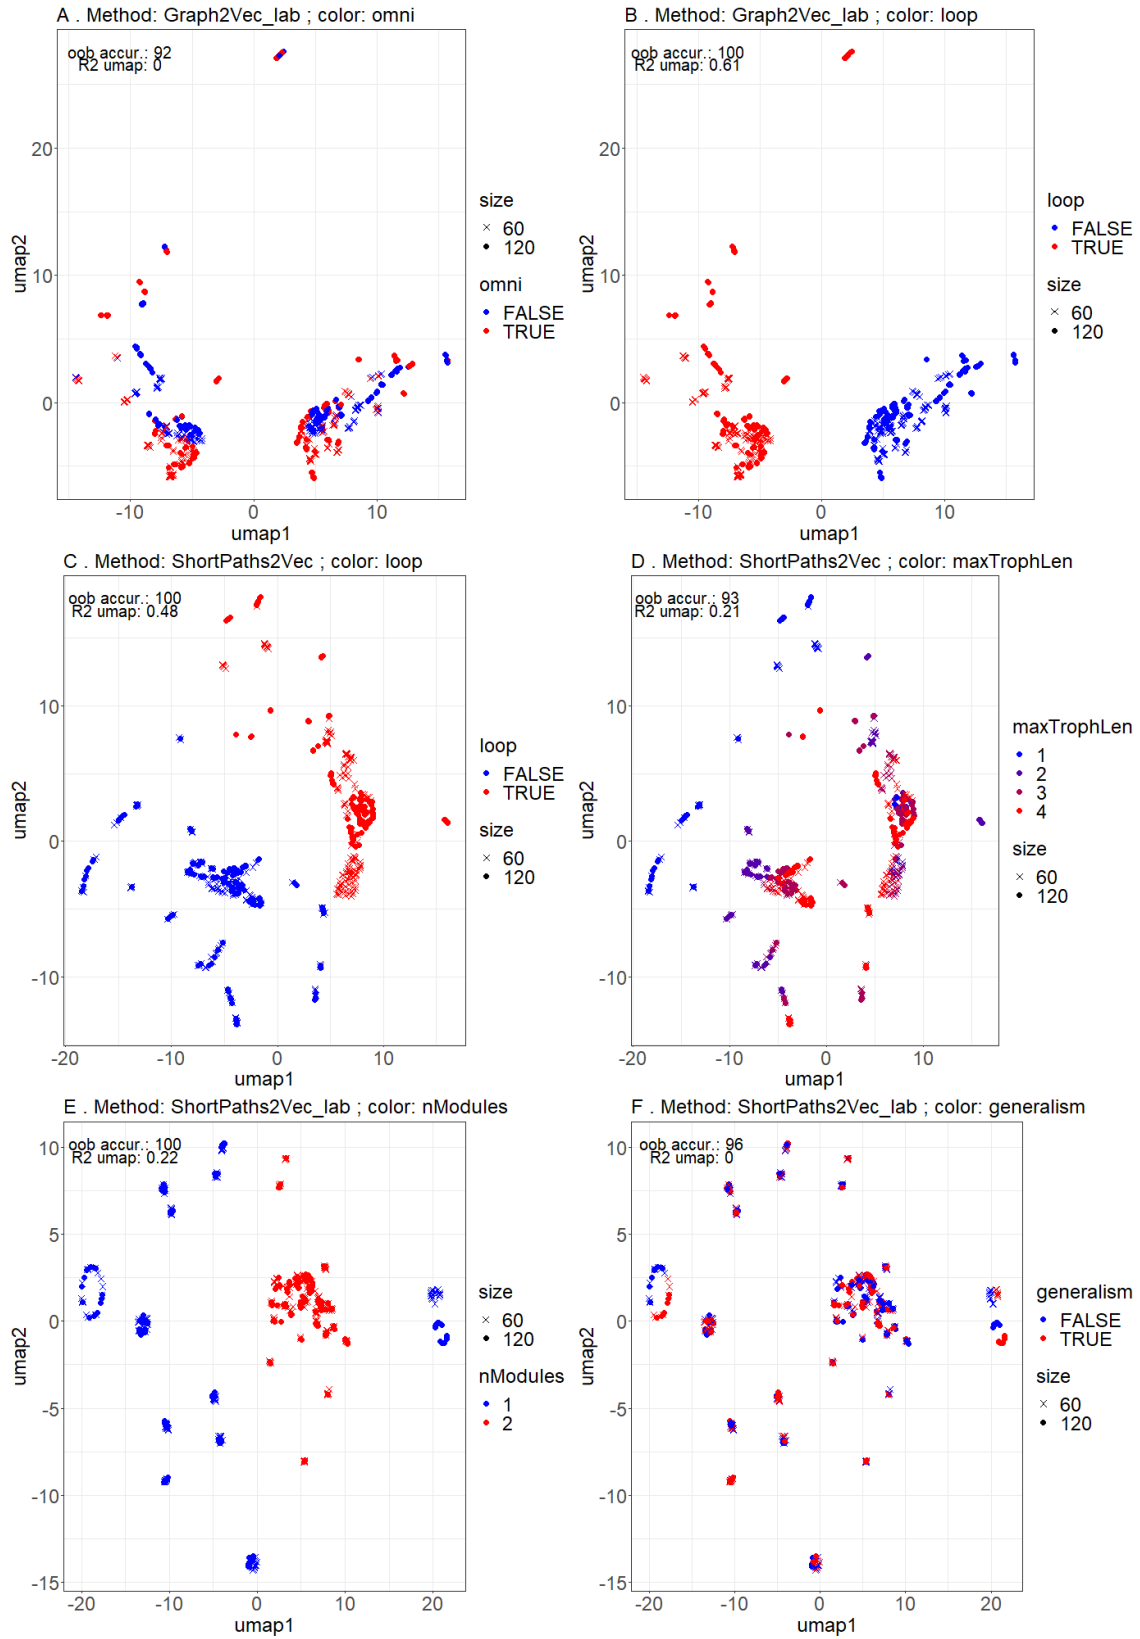 A . Method: Graph2Vec_lab ; color: omni
oob accur.: 92
R2 umap: 0
20
10
0
-10
0
10
umap1
umap2
size
60
120
omni
FALSE
TRUE
B . Method: Graph2Vec_lab ; color: loop
oob accur.: 100
R2 umap: 0.61
20
10
0
-10
0
10
umap1
umap2
loop
FALSE
TRUE
size
60
120
C . Method: ShortPaths2Vec ; color: loop
oob accur.: 100
R2 umap: 0.48
10
0
-10
-20
-10
0
10
umap1
umap2
loop
FALSE
TRUE
size
60
120
D . Method: ShortPaths2Vec ; color: maxTrophLen
oob accur.: 93
R2 umap: 0.21
10
0
-10
-20
-10
0
10
umap1
umap2
maxTrophLen
1
2
3
4
size
60
120
E . Method: ShortPaths2Vec_lab ; color: nModules
oob accur.: 100
R2 umap: 0.22
10
5
0
-5
-10
-15
-20
-10
0
10
20
umap1
umap2
size
60
120
nModules
1
2
F . Method: ShortPaths2Vec_lab ; color: generalism
oob accur.: 96
R2 umap: 0
10
5
0
-5
-10
-15
-20
-10
0
10
20
umap1
umap2
generalism
FALSE
TRUE
size
60
120